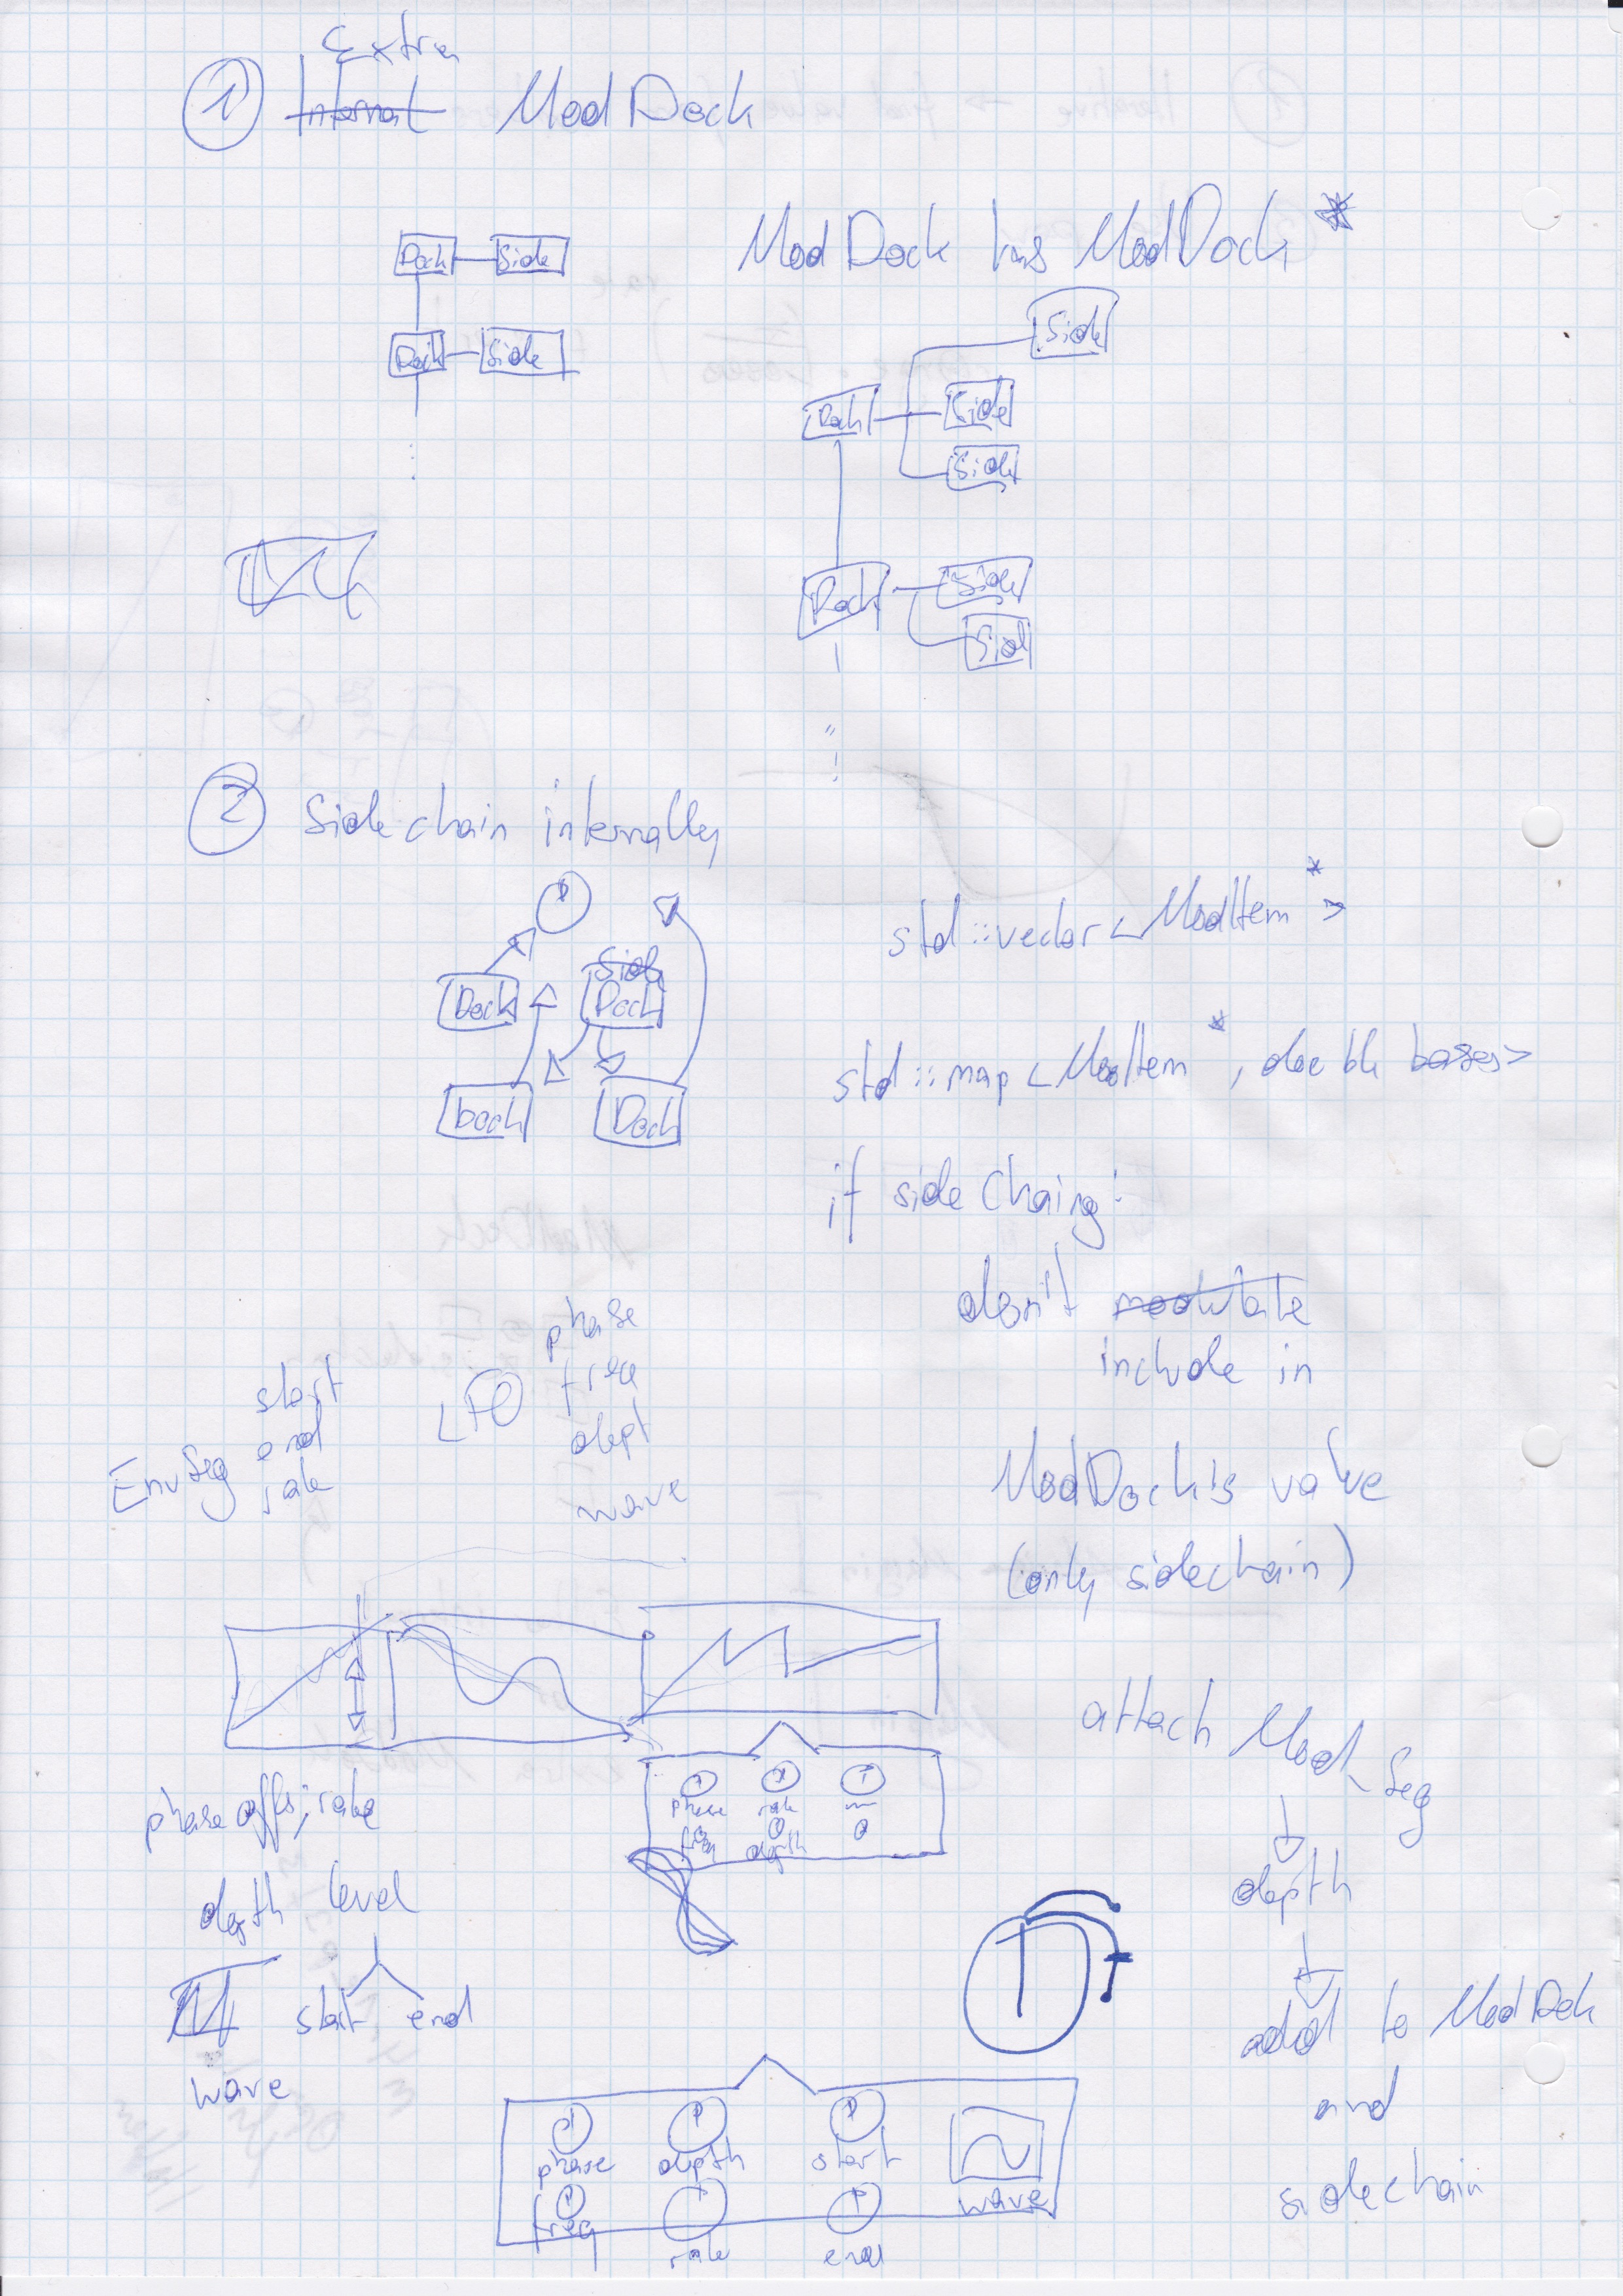 Extra
① Internal ModDock
ModDock has ModDock *
Dock Side
Dock Side
Side
Dock Side
Side
Dock Side
Side
② Sidechain internally
std::vector<ModItem*>
Side
Dock Dock
Dock Dock
std::map<ModItem*, double bases>
if sidechaing:
don't modulate
include in
ModDock's value
(only sidechain)
EnvSeg start
end
rate
LFO phase
freq
dept
wave
phase rate
freq depth
phase offs; rate
depth level
start end
wave
attach Mod_Seg
depth
add to ModDck
and
sidechain
phase depth start wave
freq rate end